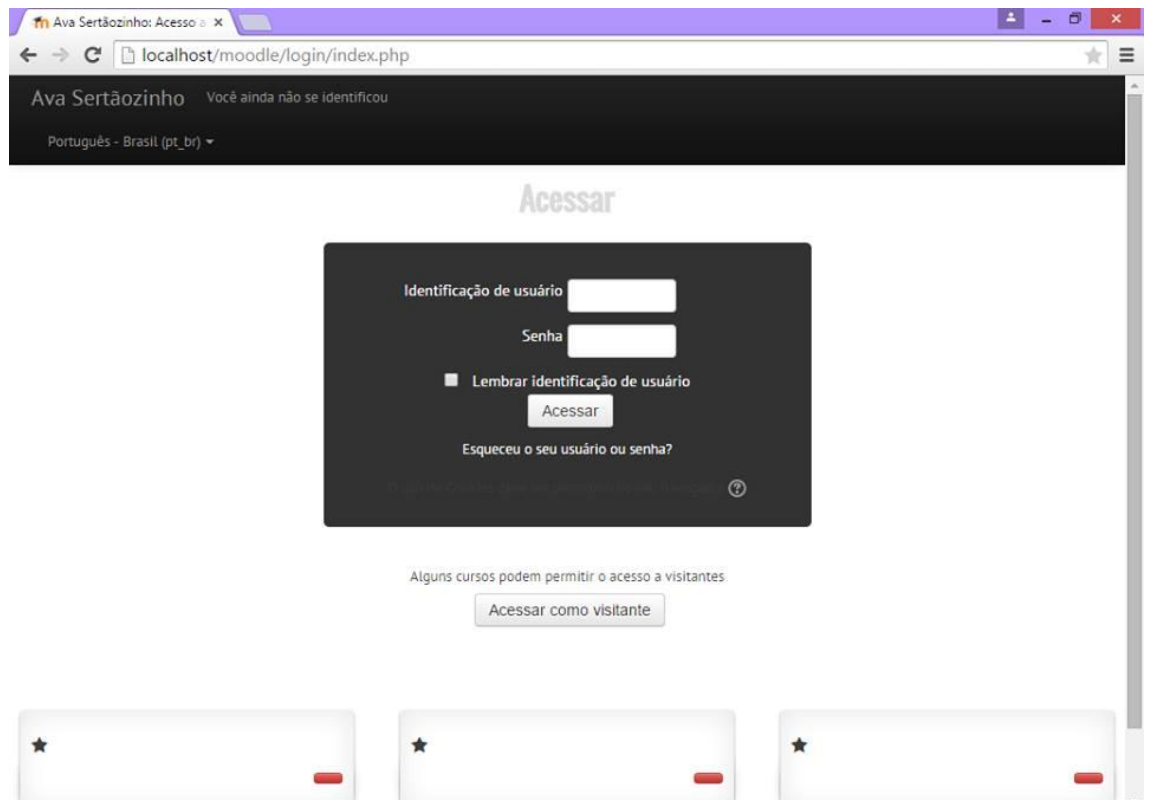 Ava Sertãozinho: Acesso a
localhost/moodle/login/index.php
Ava Sertãozinho Você ainda não se identificou
Português - Brasil (pt_br)
Acessar
Identificação de usuário
Senha
Lembrar identificação de usuário
Acessar
Esqueceu o seu usuário ou senha?
Alguns cursos podem permitir o acesso a visitantes
Acessar como visitante